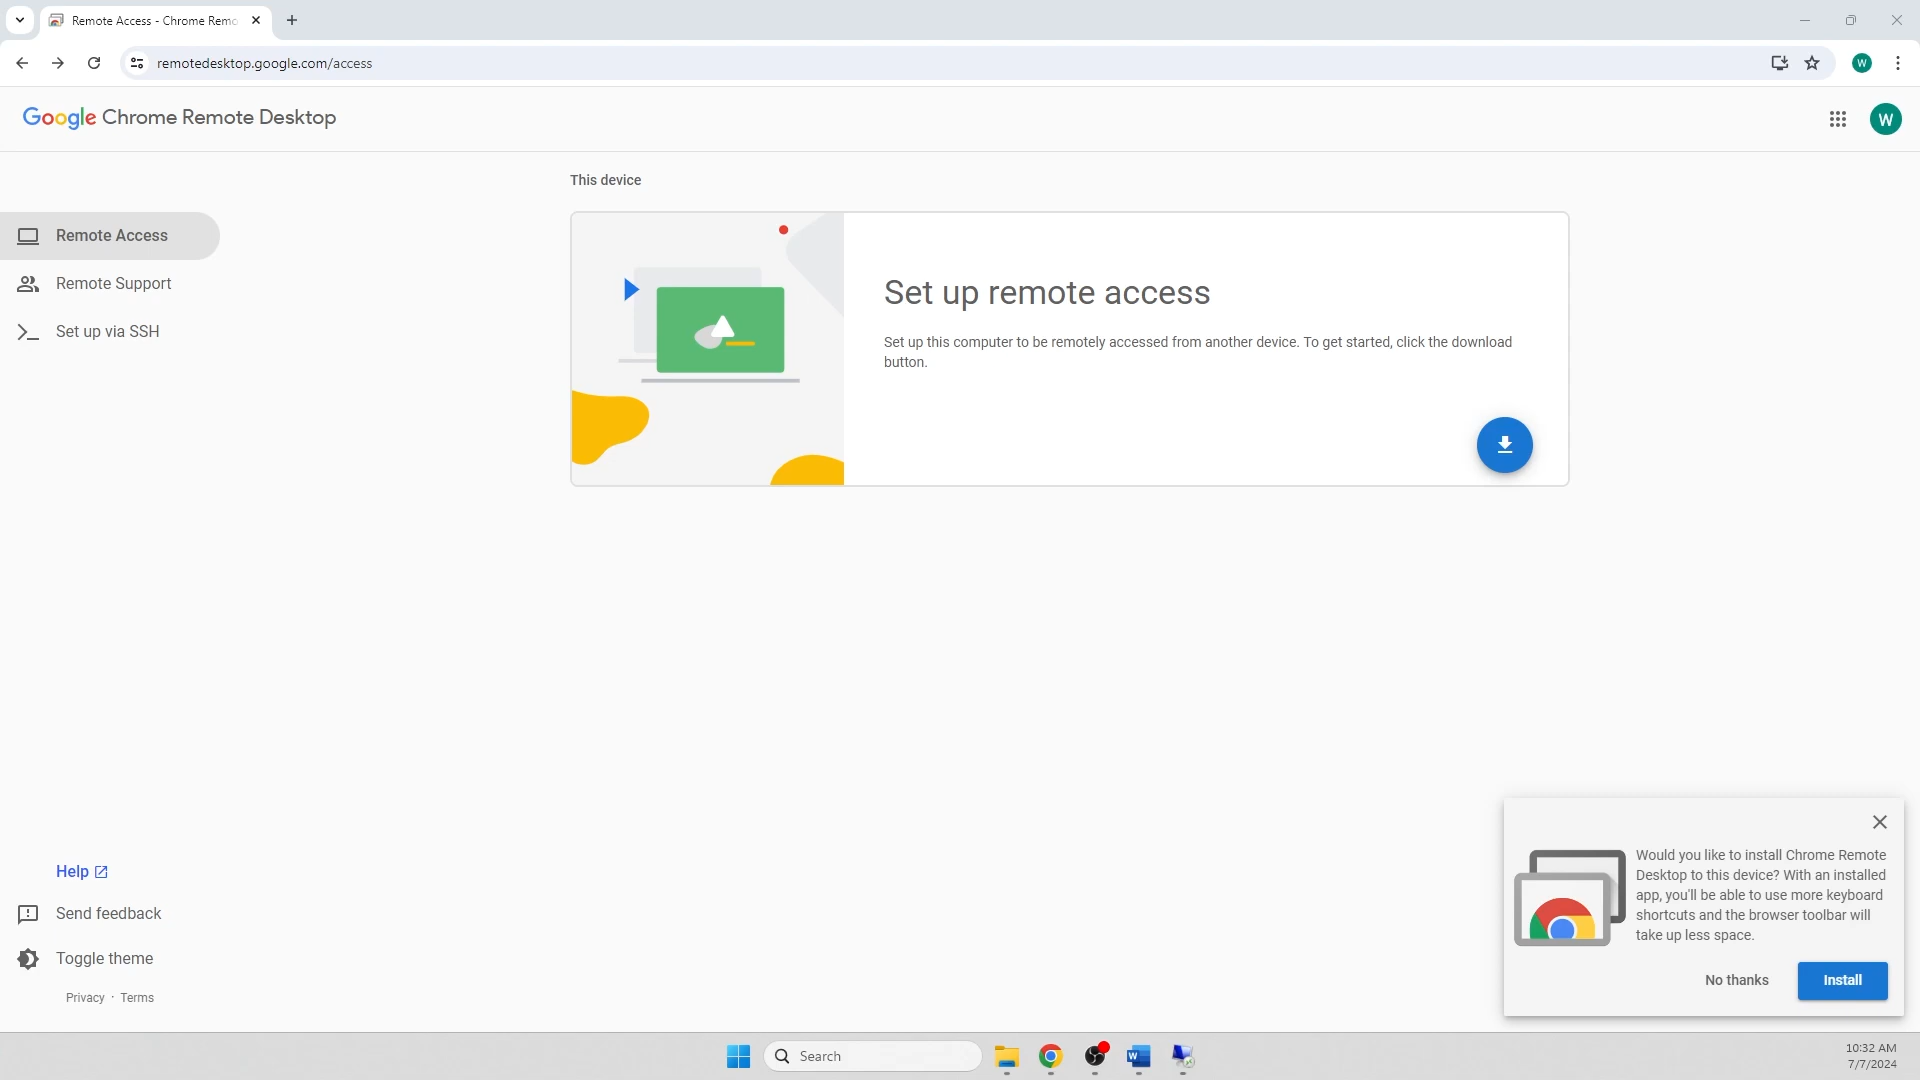 Remote Access - Chrome Remo
remotedesktop.google.com/access
W
Google Chrome Remote Desktop
W
This device
Remote Access
Remote Support
Set up via SSH
Set up remote access
Set up this computer to be remotely accessed from another device. To get started, click the download
button.
Would you like to install Chrome Remote
Desktop to this device? With an installed
app, you'll be able to use more keyboard
shortcuts and the browser toolbar will
take up less space.
No thanks
Install
Help
Send feedback
Toggle theme
Privacy · Terms
Search
W
10:32 AM
7/7/2024